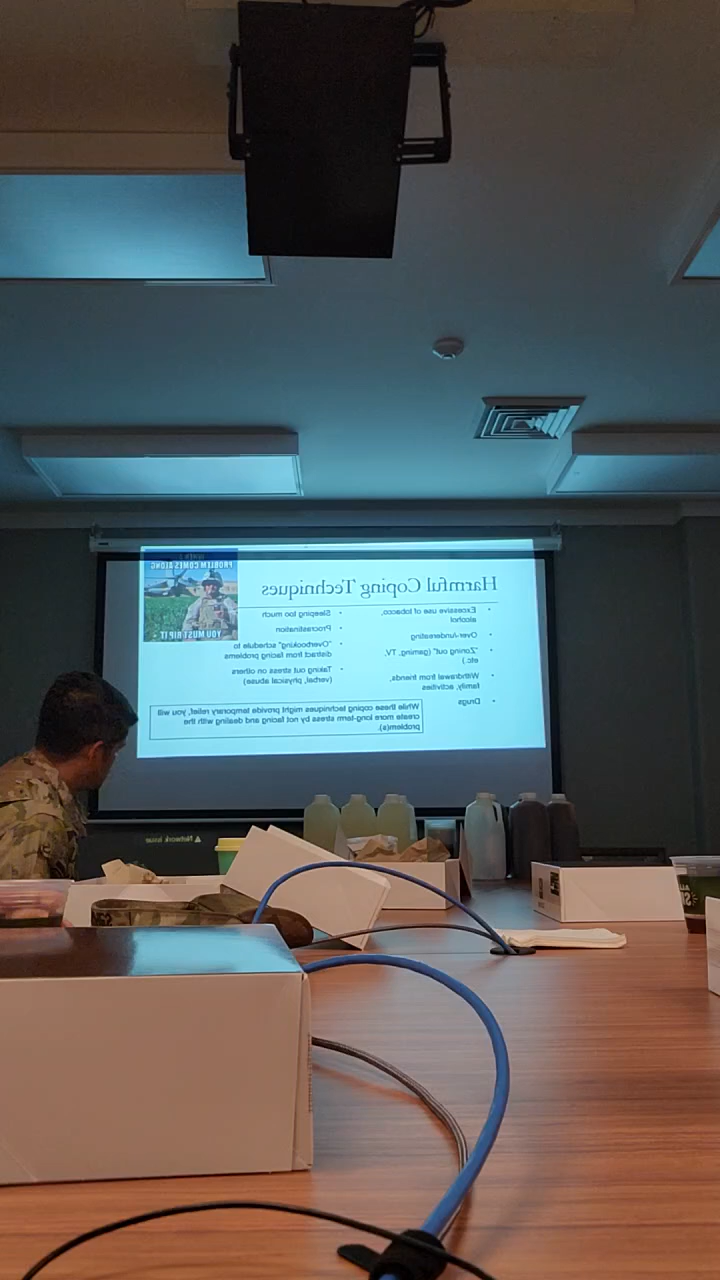 Harmful Coping Techniques
• Excessive use of tobacco,
alcohol
• Over-/undereating
• "Zoning out" (gaming, TV,
etc.)
• Withdrawal from friends,
family, activities
• Drugs
• Sleeping too much
• Procrastination
• "Overbooking" schedule to
distract from facing problems
• Taking out stress on others
(verbal, physical abuse)
While these coping techniques might provide temporary relief, you will
create more long-term stress by not facing and dealing with the
problem(s).
PROBLEM COMES ALONG
YOU MUST RIP IT
Network issue